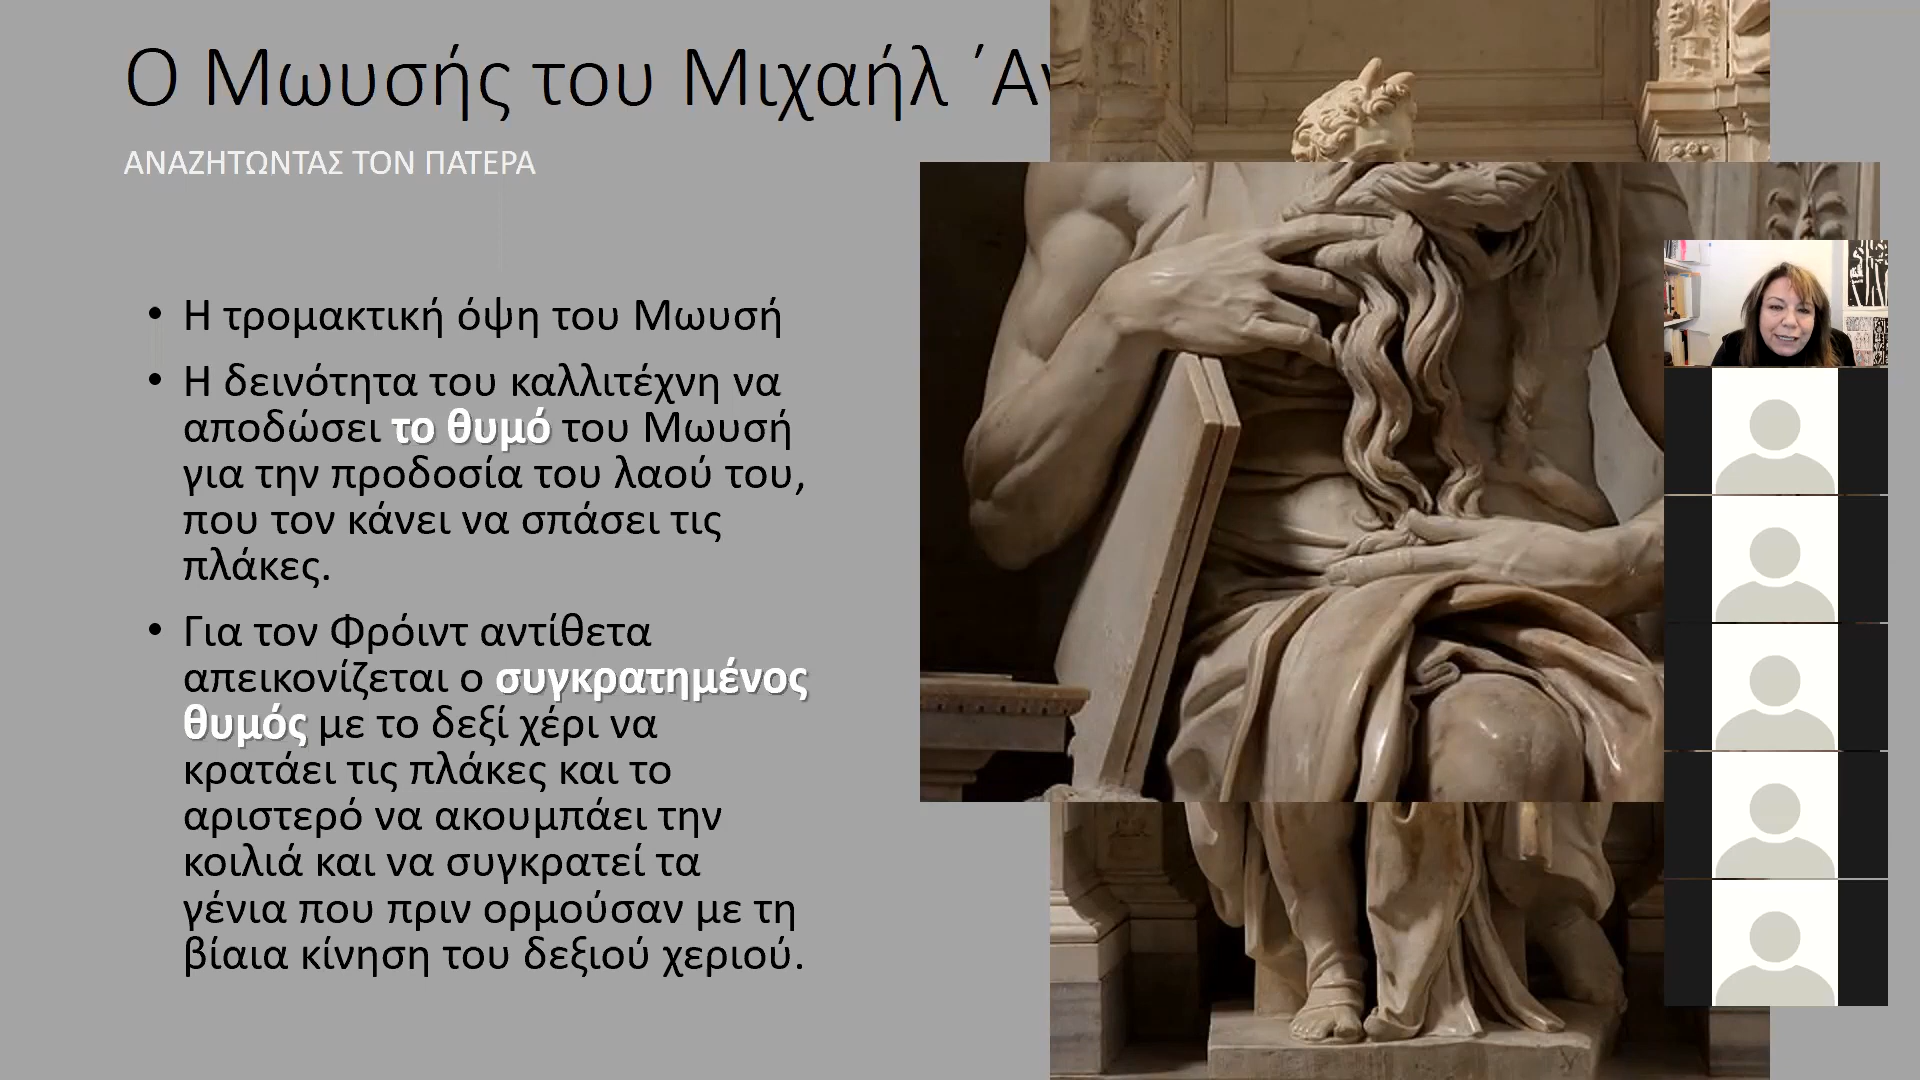 Ο Μωυσής του Μιχαήλ ΄Αν
ΑΝΑΖΗΤΩΝΤΑΣ ΤΟΝ ΠΑΤΕΡΑ
• Η τρομακτική όψη του Μωυσή
• Η δεινότητα του καλλιτέχνη να
αποδώσει το θυμό του Μωυσή
για την προδοσία του λαού του,
που τον κάνει να σπάσει τις
πλάκες.
• Για τον Φρόιντ αντίθετα
απεικονίζεται ο συγκρατημένος
θυμός με το δεξί χέρι να
κρατάει τις πλάκες και το
αριστερό να ακουμπάει την
κοιλιά και να συγκρατεί τα
γένια που πριν ορμούσαν με τη
βίαια κίνηση του δεξιού χεριού.